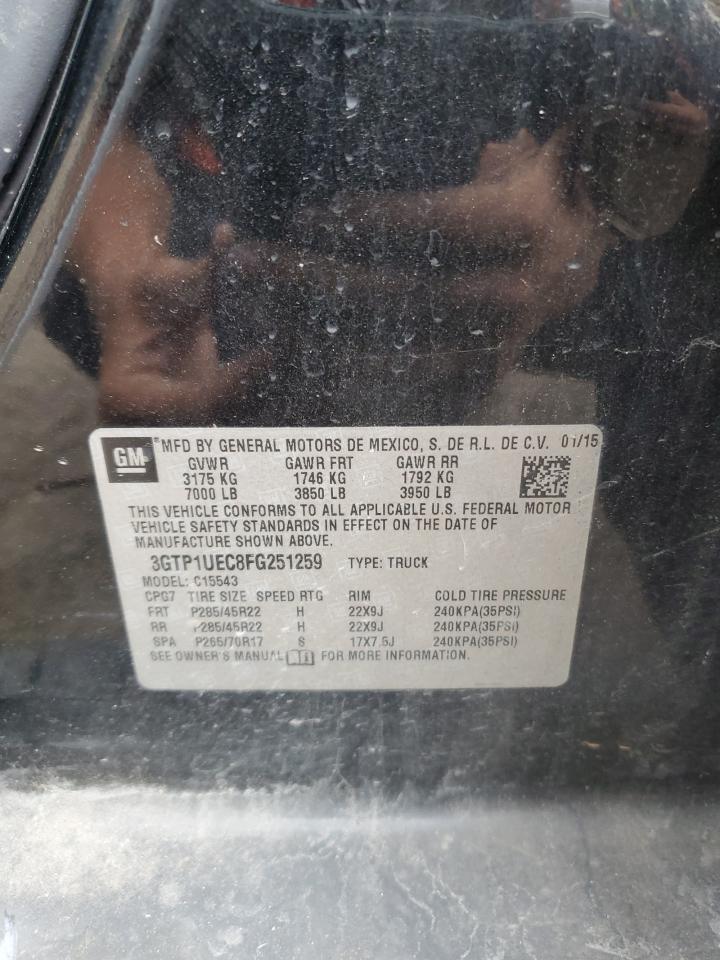 GM
MFD BY GENERAL MOTORS DE MEXICO, S. DE R.L. DE C.V. 01/15
GVWR GAWR FRT GAWR RR
3175 KG 1746 KG 1792 KG
7000 LB 3850 LB 3950 LB
THIS VEHICLE CONFORMS TO ALL APPLICABLE U.S. FEDERAL MOTOR
VEHICLE SAFETY STANDARDS IN EFFECT ON THE DATE OF
MANUFACTURE SHOWN ABOVE.
3GTP1UEC8FG251259 TYPE: TRUCK
MODEL: C15543
CPG7 TIRE SIZE SPEED RTG RIM COLD TIRE PRESSURE
FRT P285/45R22 H 22X9J 240KPA(35PSI)
RR P285/45R22 H 22X9J 240KPA(35PSI)
SPA P265/70R17 S 17X7.5J 240KPA(35PSI)
SEE OWNER'S MANUAL FOR MORE INFORMATION.